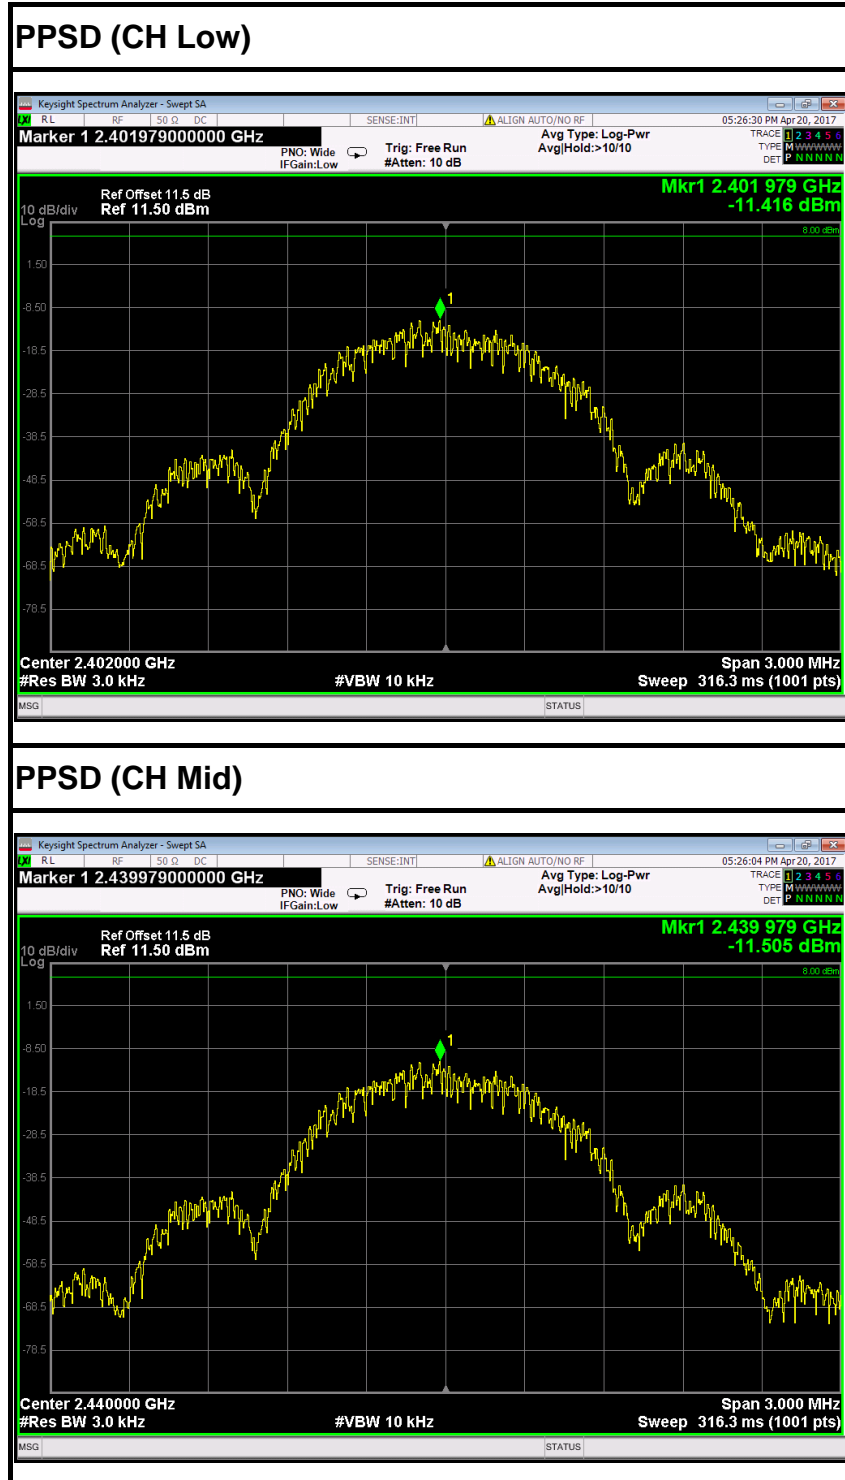 PPSD (CH Low)
Keysight Spectrum Analyzer - Swept SA
LXI RL RF 50 Ω DC SENSE:INT ALIGN AUTO/NO RF 05:26:30 PM Apr 20, 2017
Marker 1 2.401979000000 GHz
PNO: Wide Trig: Free Run Avg Type: Log-Pwr TRACE 1 2 3 4 5 6
IFGain:Low #Atten: 10 dB Avg|Hold:>10/10 TYPE M WWWWW
DET P N N N N N
Ref Offset 11.5 dB Mkr1 2.401 979 GHz
10 dB/div Ref 11.50 dBm -11.416 dBm
Log
8.00 dBm
1.50
-8.50
1
-18.5
-28.5
-38.5
-48.5
-58.5
-68.5
-78.5
Center 2.402000 GHz Span 3.000 MHz
#Res BW 3.0 kHz #VBW 10 kHz Sweep 316.3 ms (1001 pts)
MSG STATUS
PPSD (CH Mid)
Keysight Spectrum Analyzer - Swept SA
LXI RL RF 50 Ω DC SENSE:INT ALIGN AUTO/NO RF 05:26:04 PM Apr 20, 2017
Marker 1 2.439979000000 GHz
PNO: Wide Trig: Free Run Avg Type: Log-Pwr TRACE 1 2 3 4 5 6
IFGain:Low #Atten: 10 dB Avg|Hold:>10/10 TYPE M WWWWW
DET P N N N N N
Ref Offset 11.5 dB Mkr1 2.439 979 GHz
10 dB/div Ref 11.50 dBm -11.505 dBm
Log
8.00 dBm
1.50
-8.50
1
-18.5
-28.5
-38.5
-48.5
-58.5
-68.5
-78.5
Center 2.440000 GHz Span 3.000 MHz
#Res BW 3.0 kHz #VBW 10 kHz Sweep 316.3 ms (1001 pts)
MSG STATUS